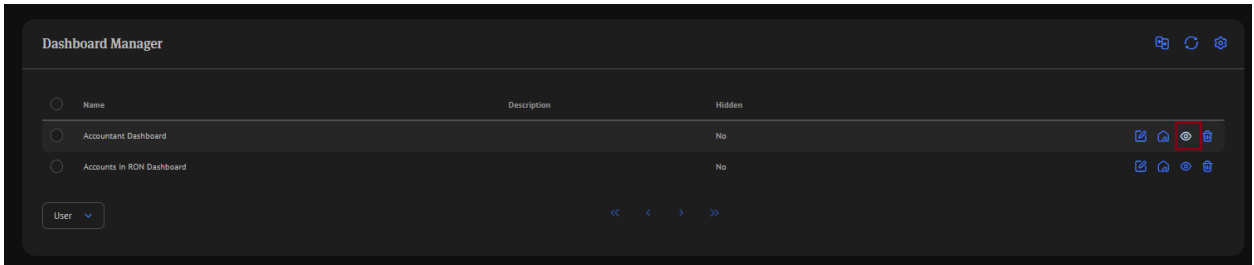 Dashboard Manager
Name Description Hidden
Accountant Dashboard No
Accounts in RON Dashboard No
User